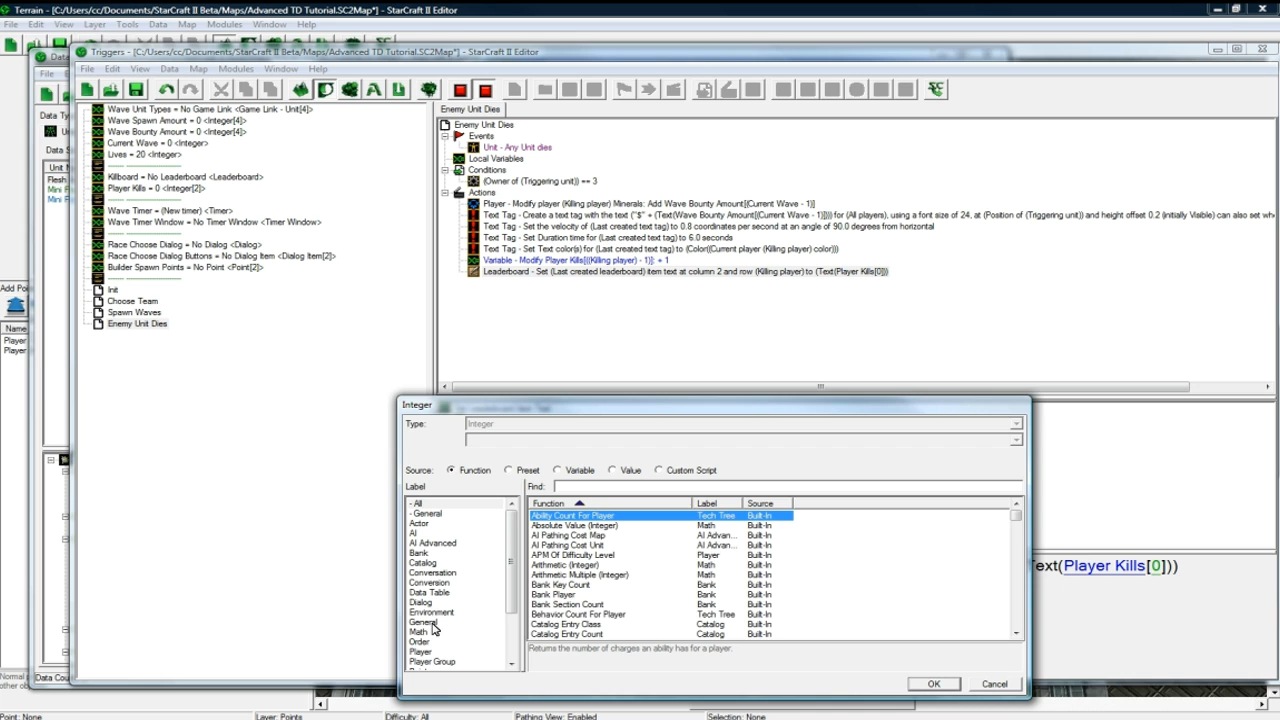 Terrain - [C:/Users/cc/Documents/StarCraft II Beta/Maps/Advanced TD Tutorial.SC2Map*] - StarCraft II Editor
File Edit View Layer Tools Data Map Modules Window Help
Triggers - [C:/Users/cc/Documents/StarCraft II Beta/Maps/Advanced TD Tutorial.SC2Map*] - StarCraft II Editor
File Edit View Data Map Modules Window Help
Wave Unit Types = No Game Link <Game Link - Unit[4]>
Wave Spawn Amount = 0 <Integer[4]>
Wave Bounty Amount = 0 <Integer[4]>
Current Wave = 0 <Integer>
Lives = 20 <Integer>
Killboard = No Leaderboard <Leaderboard>
Player Kills = 0 <Integer[2]>
Wave Timer = (New timer) <Timer>
Wave Timer Window = No Timer Window <Timer Window>
Race Choose Dialog = No Dialog <Dialog>
Race Choose Dialog Buttons = No Dialog Item <Dialog Item[2]>
Builder Spawn Points = No Point <Point[2]>
Init
Choose Team
Spawn Waves
Enemy Unit Dies
Enemy Unit Dies
Enemy Unit Dies
Events
Unit - Any Unit dies
Local Variables
Conditions
(Owner of (Triggering unit)) == 3
Actions
Player - Modify player (Killing player) Minerals: Add Wave Bounty Amount[(Current Wave - 1)]
Text Tag - Create a text tag with the text ("$" + (Text(Wave Bounty Amount[(Current Wave - 1)]))) for (All players), using a font size of 24, at (Position of (Triggering unit)) and height offset 0.2 (initially Visible) can also set whe
Text Tag - Set the velocity of (Last created text tag) to 0.8 coordinates per second at an angle of 90.0 degrees from horizontal
Text Tag - Set Duration time for (Last created text tag) to 6.0 seconds
Text Tag - Set Text color(s) for (Last created text tag) to (Color((Current player (Killing player) color)))
Variable - Modify Player Kills[((Killing player) - 1)]: + 1
Leaderboard - Set (Last created leaderboard) item text at column 2 and row (Killing player) to (Text(Player Kills[0]))
Add Poi
Name
Player
Player
Data Ty
Data S
Unit
Flesh
Mini
Mini
Data Cou
Integer
Type: Integer
Source: Function Preset Variable Value Custom Script
Label
Find:
- All
- General
Actor
AI
AI Advanced
Bank
Catalog
Conversation
Conversion
Data Table
Dialog
Environment
General
Math
Order
Player
Player Group
Function Label Source
Ability Count For Player Tech Tree Built-In
Absolute Value (Integer) Math Built-In
AI Pathing Cost Map AI Advan... Built-In
AI Pathing Cost Unit AI Advan... Built-In
APM Of Difficulty Level Player Built-In
Arithmetic (Integer) Math Built-In
Arithmetic Multiple (Integer) Math Built-In
Bank Key Count Bank Built-In
Bank Player Bank Built-In
Bank Section Count Bank Built-In
Behavior Count For Player Tech Tree Built-In
Catalog Entry Class Catalog Built-In
Catalog Entry Count Catalog Built-In
Returns the number of charges an ability has for a player.
OK Cancel
ext(Player Kills[0]))
Point: None Layer: Points Difficulty: All Pathing View: Enabled Selection: None